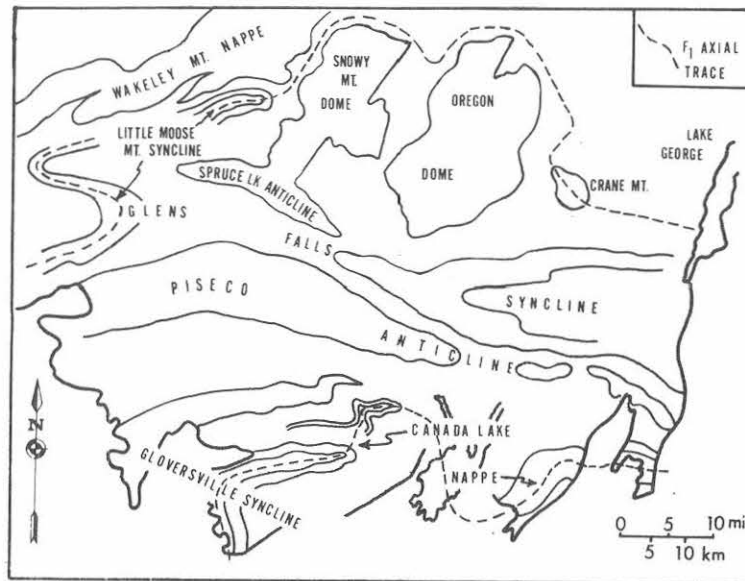 WAKELEY MT. NAPPE
SNOWY
MT.
DOME
OREGON
DOME
F1 AXIAL
TRACE
LITTLE MOOSE
MT. SYNCLINE
LAKE
GEORGE
SPRUCE LK ANTICLINE
CRANE MT.
GLENS
FALLS
SYNCLINE
PISECO
ANTICLINE
N
CANADA LAKE
NAPPE
GLOVERSVILLE SYNCLINE
0 5 10 mi
5 10 km